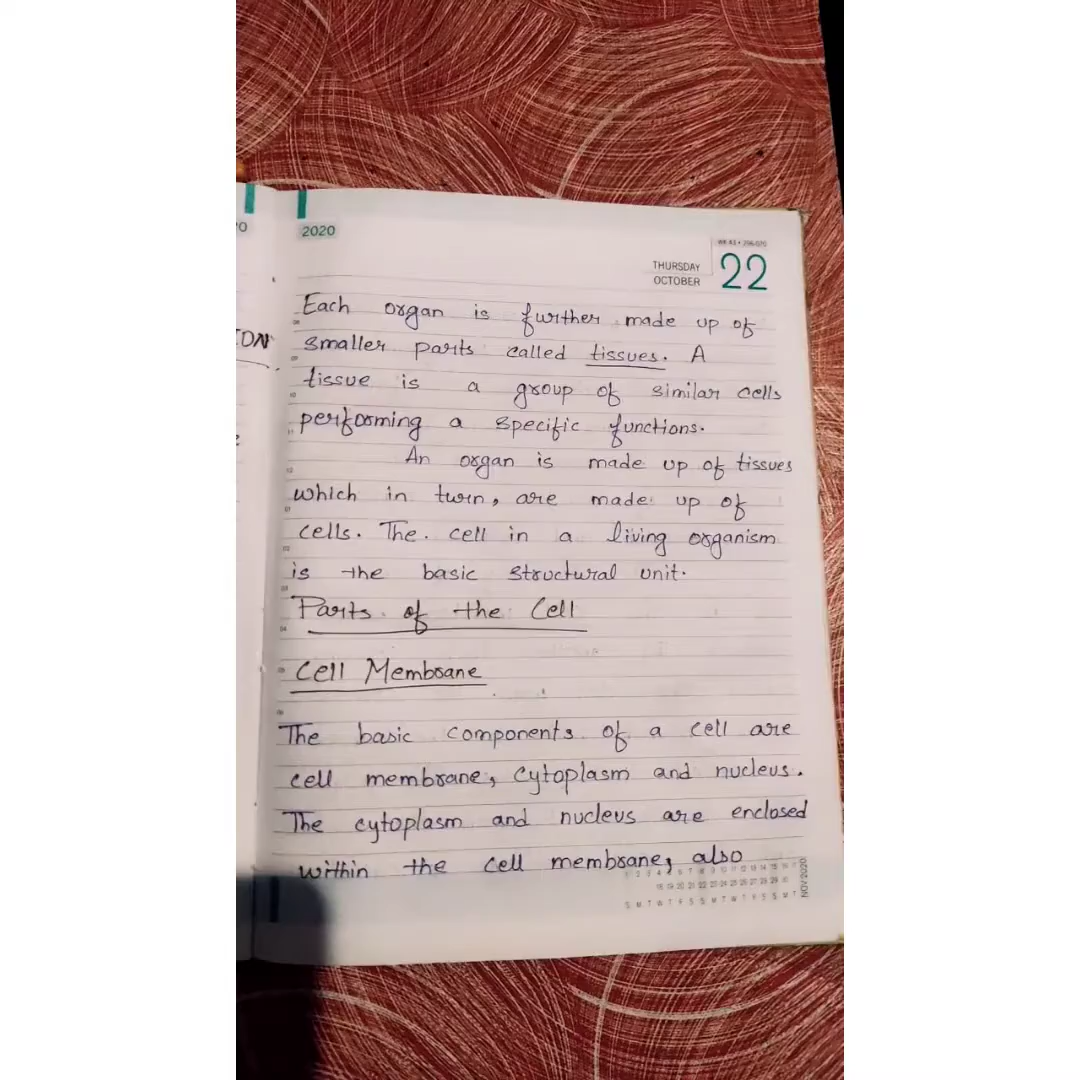 2020
THURSDAY
OCTOBER
22
Each organ is further made up of
smaller parts called tissues. A
tissue is a group of similar cells
performing a specific functions.
An organ is made up of tissues
which in turn, are made up of
cells. The cell in a living organism
is the basic structural unit.
Parts of the Cell
Cell Membrane
The basic components of a cell are
cell membrane, cytoplasm and nucleus.
The cytoplasm and nucleus are enclosed
within the cell membrane, also
NOV 2020